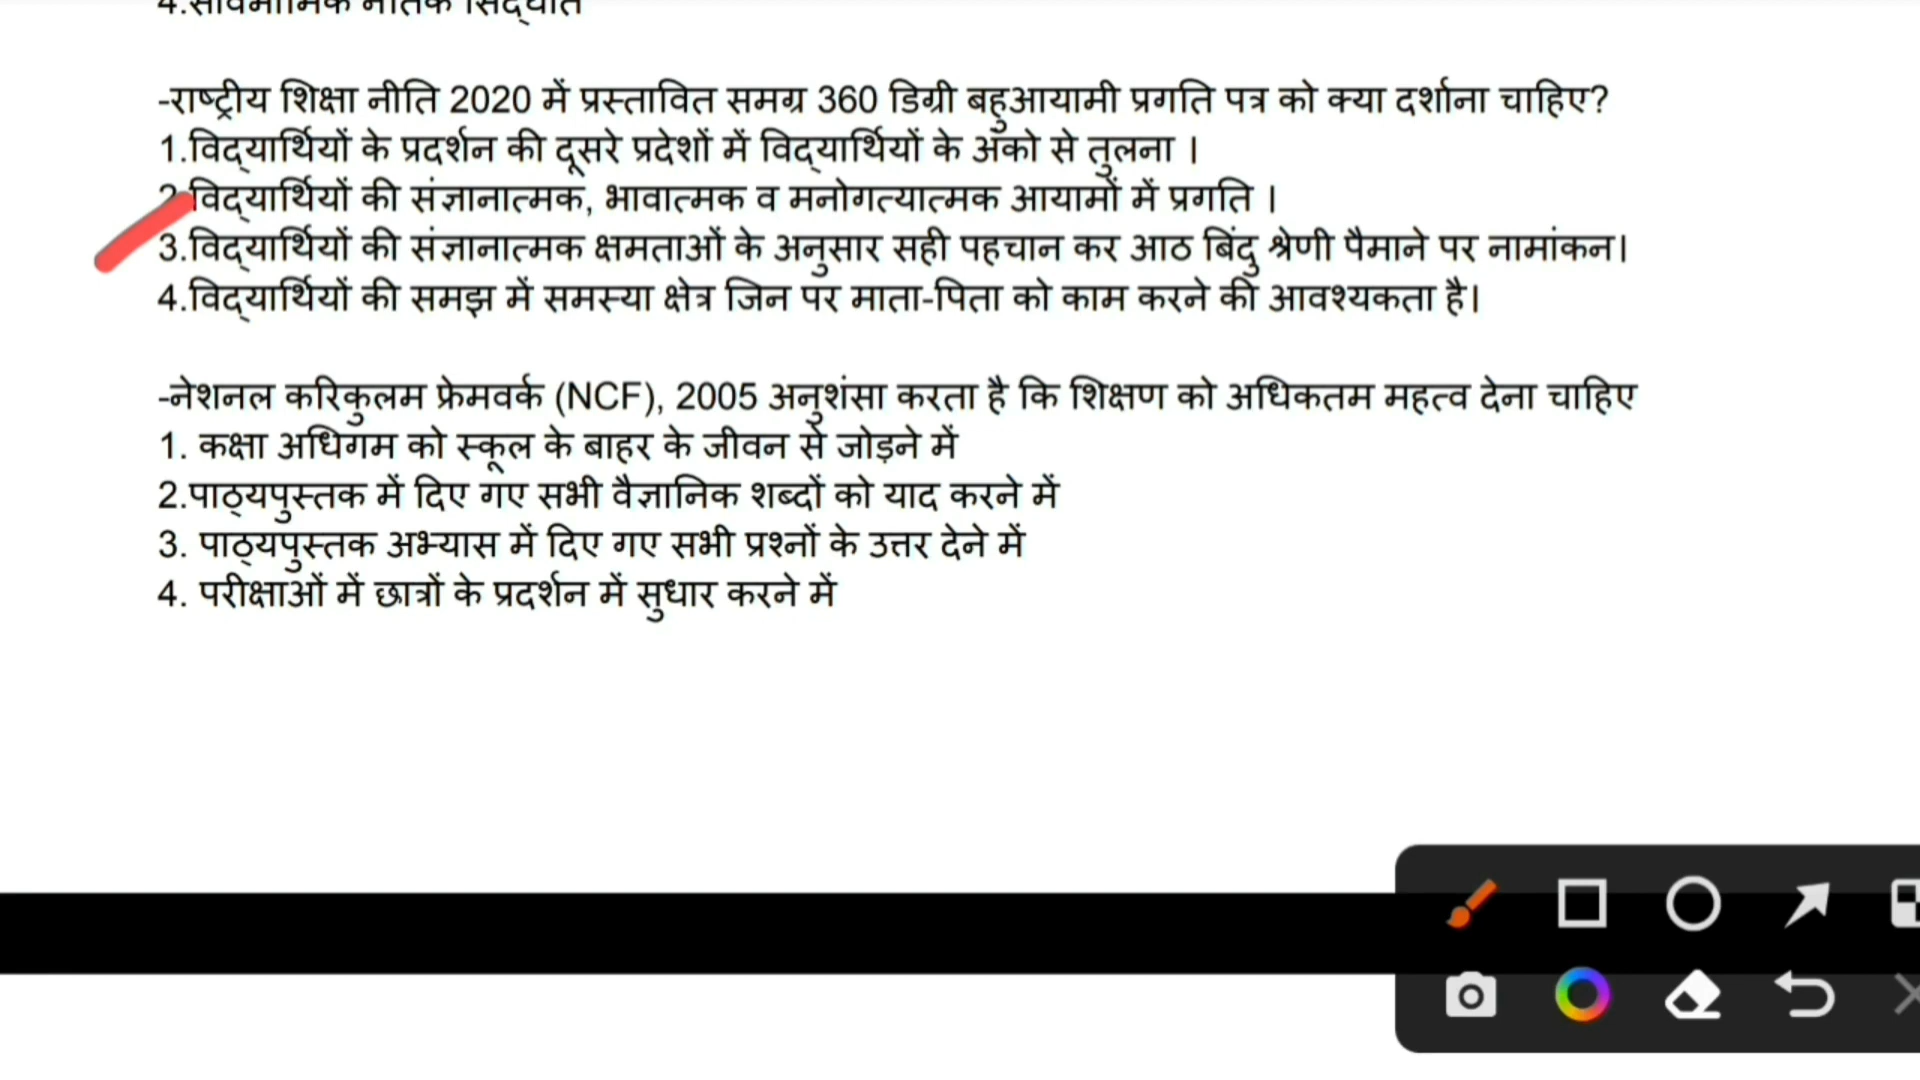 4.सार्वभौमिक नैतिक सिद्धांत
-राष्ट्रीय शिक्षा नीति 2020 में प्रस्तावित समग्र 360 डिग्री बहुआयामी प्रगति पत्र को क्या दर्शाना चाहिए?
1.विद्यार्थियों के प्रदर्शन की दूसरे प्रदेशों में विद्यार्थियों के अंको से तुलना ।
2.विद्यार्थियों की संज्ञानात्मक, भावात्मक व मनोगत्यात्मक आयामों में प्रगति ।
3.विद्यार्थियों की संज्ञानात्मक क्षमताओं के अनुसार सही पहचान कर आठ बिंदु श्रेणी पैमाने पर नामांकन।
4.विद्यार्थियों की समझ में समस्या क्षेत्र जिन पर माता-पिता को काम करने की आवश्यकता है।
-नेशनल करिकुलम फ्रेमवर्क (NCF), 2005 अनुशंसा करता है कि शिक्षण को अधिकतम महत्व देना चाहिए
1. कक्षा अधिगम को स्कूल के बाहर के जीवन से जोड़ने में
2.पाठ्यपुस्तक में दिए गए सभी वैज्ञानिक शब्दों को याद करने में
3. पाठ्यपुस्तक अभ्यास में दिए गए सभी प्रश्नों के उत्तर देने में
4. परीक्षाओं में छात्रों के प्रदर्शन में सुधार करने में